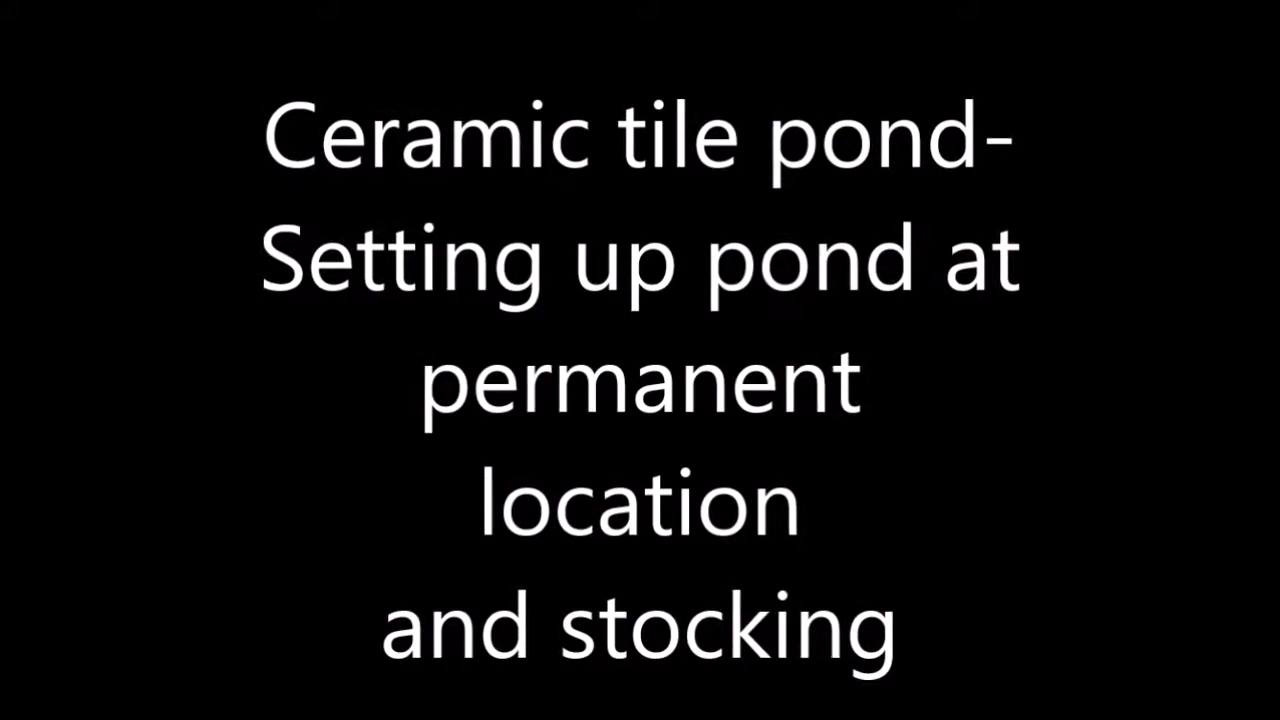 Ceramic tile pond-
Setting up pond at
permanent
location
and stocking